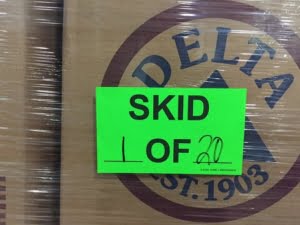 DELTA
SKID
1 OF 20
EST. 1903